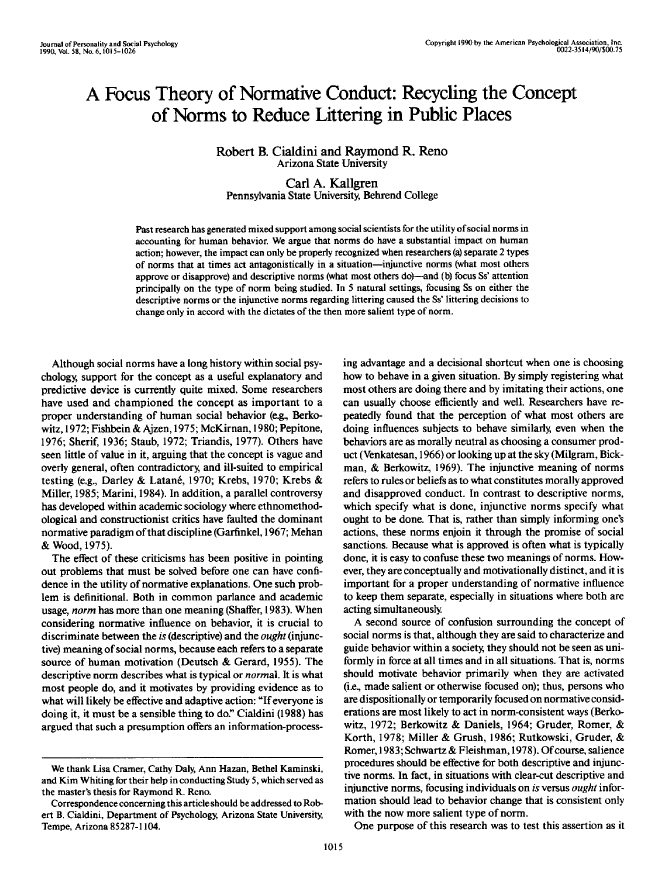 Journal of Personality and Social Psychology
1990, Vol. 58, No. 6, 1015-1026
Copyright 1990 by the American Psychological Association, Inc.
0022-3514/90/$00.75
A Focus Theory of Normative Conduct: Recycling the Concept
of Norms to Reduce Littering in Public Places
Robert B. Cialdini and Raymond R. Reno
Arizona State University
Carl A. Kallgren
Pennsylvania State University, Behrend College
Past research has generated mixed support among social scientists for the utility of social norms in
accounting for human behavior. We argue that norms do have a substantial impact on human
action; however, the impact can only be properly recognized when researchers (a) separate 2 types
of norms that at times act antagonistically in a situation—injunctive norms (what most others
approve or disapprove) and descriptive norms (what most others do)—and (b) focus Ss' attention
principally on the type of norm being studied. In 5 natural settings, focusing Ss on either the
descriptive norms or the injunctive norms regarding littering caused the Ss' littering decisions to
change only in accord with the dictates of the then more salient type of norm.
Although social norms have a long history within social psy-
chology, support for the concept as a useful explanatory and
predictive device is currently quite mixed. Some researchers
have used and championed the concept as important to a
proper understanding of human social behavior (e.g., Berko-
witz, 1972; Fishbein & Ajzen, 1975; McKirnan, 1980; Pepitone,
1976; Sherif, 1936; Staub, 1972; Triandis, 1977). Others have
seen little of value in it, arguing that the concept is vague and
overly general, often contradictory, and ill-suited to empirical
testing (e.g., Darley & Latané, 1970; Krebs, 1970; Krebs &
Miller, 1985; Marini, 1984). In addition, a parallel controversy
has developed within academic sociology where ethnomethod-
ological and constructionist critics have faulted the dominant
normative paradigm of that discipline (Garfinkel, 1967; Mehan
& Wood, 1975).
The effect of these criticisms has been positive in pointing
out problems that must be solved before one can have confi-
dence in the utility of normative explanations. One such prob-
lem is definitional. Both in common parlance and academic
usage, norm has more than one meaning (Shaffer, 1983). When
considering normative influence on behavior, it is crucial to
discriminate between the is (descriptive) and the ought (injunc-
tive) meaning of social norms, because each refers to a separate
source of human motivation (Deutsch & Gerard, 1955). The
descriptive norm describes what is typical or normal. It is what
most people do, and it motivates by providing evidence as to
what will likely be effective and adaptive action: "If everyone is
doing it, it must be a sensible thing to do." Cialdini (1988) has
argued that such a presumption offers an information-process-
We thank Lisa Cramer, Cathy Daly, Ann Hazan, Bethel Kaminski,
and Kim Whiting for their help in conducting Study 5, which served as
the master's thesis for Raymond R. Reno.
Correspondence concerning this article should be addressed to Rob-
ert B. Cialdini, Department of Psychology, Arizona State University,
Tempe, Arizona 85287-1104.
ing advantage and a decisional shortcut when one is choosing
how to behave in a given situation. By simply registering what
most others are doing there and by imitating their actions, one
can usually choose efficiently and well. Researchers have re-
peatedly found that the perception of what most others are
doing influences subjects to behave similarly, even when the
behaviors are as morally neutral as choosing a consumer prod-
uct (Venkatesan, 1966) or looking up at the sky (Milgram, Bick-
man, & Berkowitz, 1969). The injunctive meaning of norms
refers to rules or beliefs as to what constitutes morally approved
and disapproved conduct. In contrast to descriptive norms,
which specify what is done, injunctive norms specify what
ought to be done. That is, rather than simply informing one's
actions, these norms enjoin it through the promise of social
sanctions. Because what is approved is often what is typically
done, it is easy to confuse these two meanings of norms. How-
ever, they are conceptually and motivationally distinct, and it is
important for a proper understanding of normative influence
to keep them separate, especially in situations where both are
acting simultaneously.
A second source of confusion surrounding the concept of
social norms is that, although they are said to characterize and
guide behavior within a society, they should not be seen as uni-
formly in force at all times and in all situations. That is, norms
should motivate behavior primarily when they are activated
(i.e., made salient or otherwise focused on); thus, persons who
are dispositionally or temporarily focused on normative consid-
erations are most likely to act in norm-consistent ways (Berko-
witz, 1972; Berkowitz & Daniels, 1964; Gruder, Romer, &
Korth, 1978; Miller & Grush, 1986; Rutkowski, Gruder, &
Romer, 1983; Schwartz & Fleishman, 1978). Of course, salience
procedures should be effective for both descriptive and injunc-
tive norms. In fact, in situations with clear-cut descriptive and
injunctive norms, focusing individuals on is versus ought infor-
mation should lead to behavior change that is consistent only
with the now more salient type of norm.
One purpose of this research was to test this assertion as it
1015